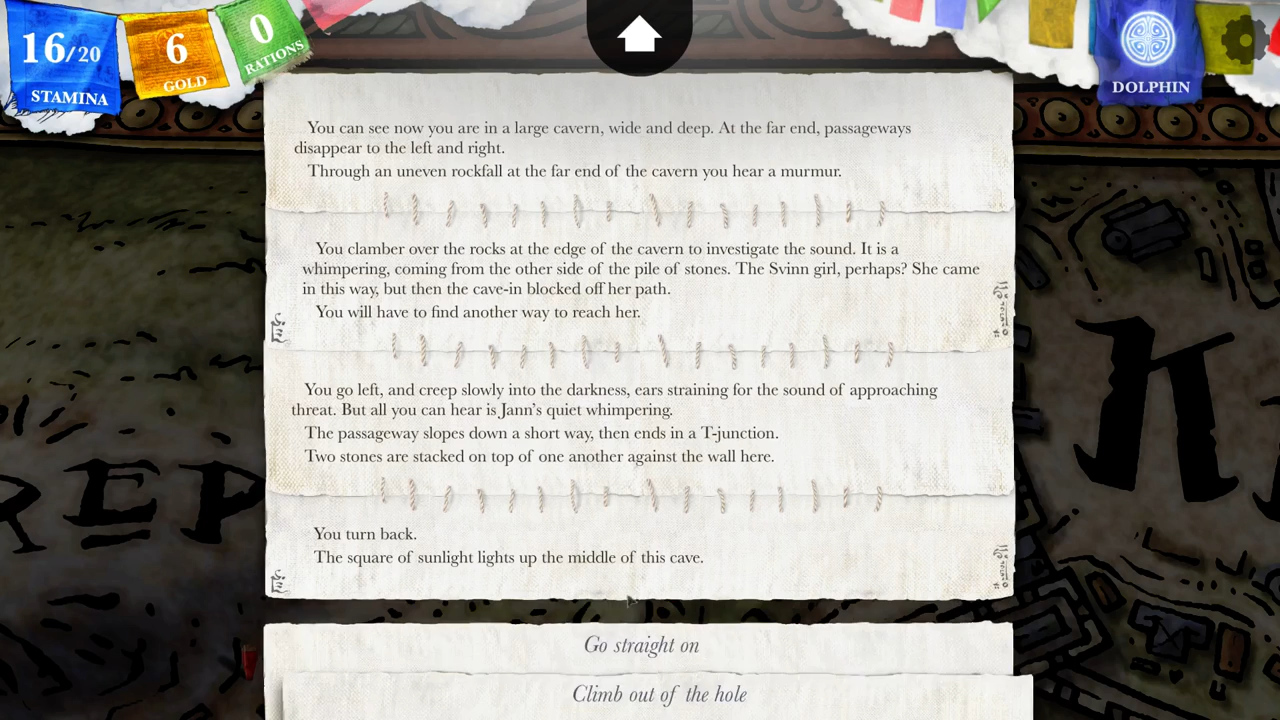 16/20
STAMINA
6
GOLD
0
RATIONS
DOLPHIN
You can see now you are in a large cavern, wide and deep. At the far end, passageways
disappear to the left and right.
Through an uneven rockfall at the far end of the cavern you hear a murmur.
You clamber over the rocks at the edge of the cavern to investigate the sound. It is a
whimpering, coming from the other side of the pile of stones. The Svinn girl, perhaps? She came
in this way, but then the cave-in blocked off her path.
You will have to find another way to reach her.
You go left, and creep slowly into the darkness, ears straining for the sound of approaching
threat. But all you can hear is Jann's quiet whimpering.
The passageway slopes down a short way, then ends in a T-junction.
Two stones are stacked on top of one another against the wall here.
You turn back.
The square of sunlight lights up the middle of this cave.
REP
K
Go straight on
Climb out of the hole